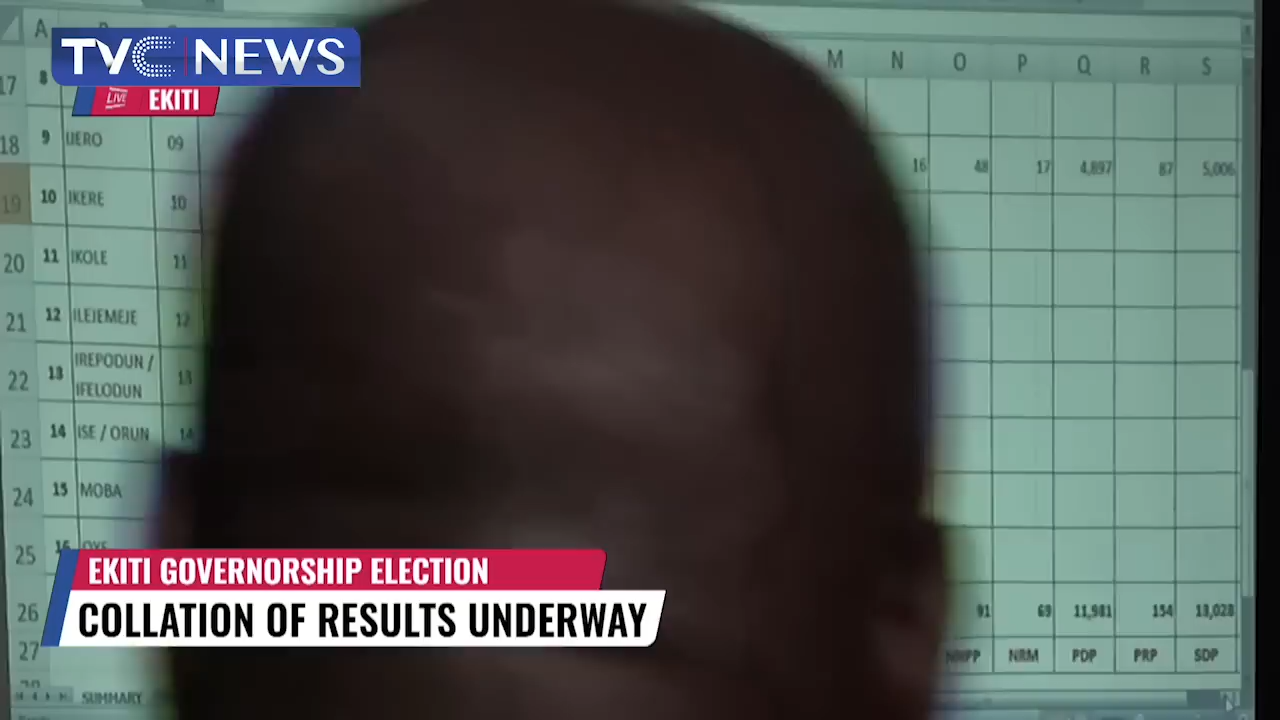 TVC NEWS
LIVE EKITI
A M N O P Q R S
17 8
18 9 IJERO 09 16 48 17 4,897 87 5,006
19 10 IKERE 10
20 11 IKOLE 11
21 12 ILEJEMEJE 12
22 13 IREPODUN /
IFELODUN 13
23 14 ISE / ORUN 14
24 15 MOBA
25 16 OYE
26 91 69 11,981 154 13,028
27 NNPP NRM PDP PRP SDP
SUMMARY
EKITI GOVERNORSHIP ELECTION
COLLATION OF RESULTS UNDERWAY